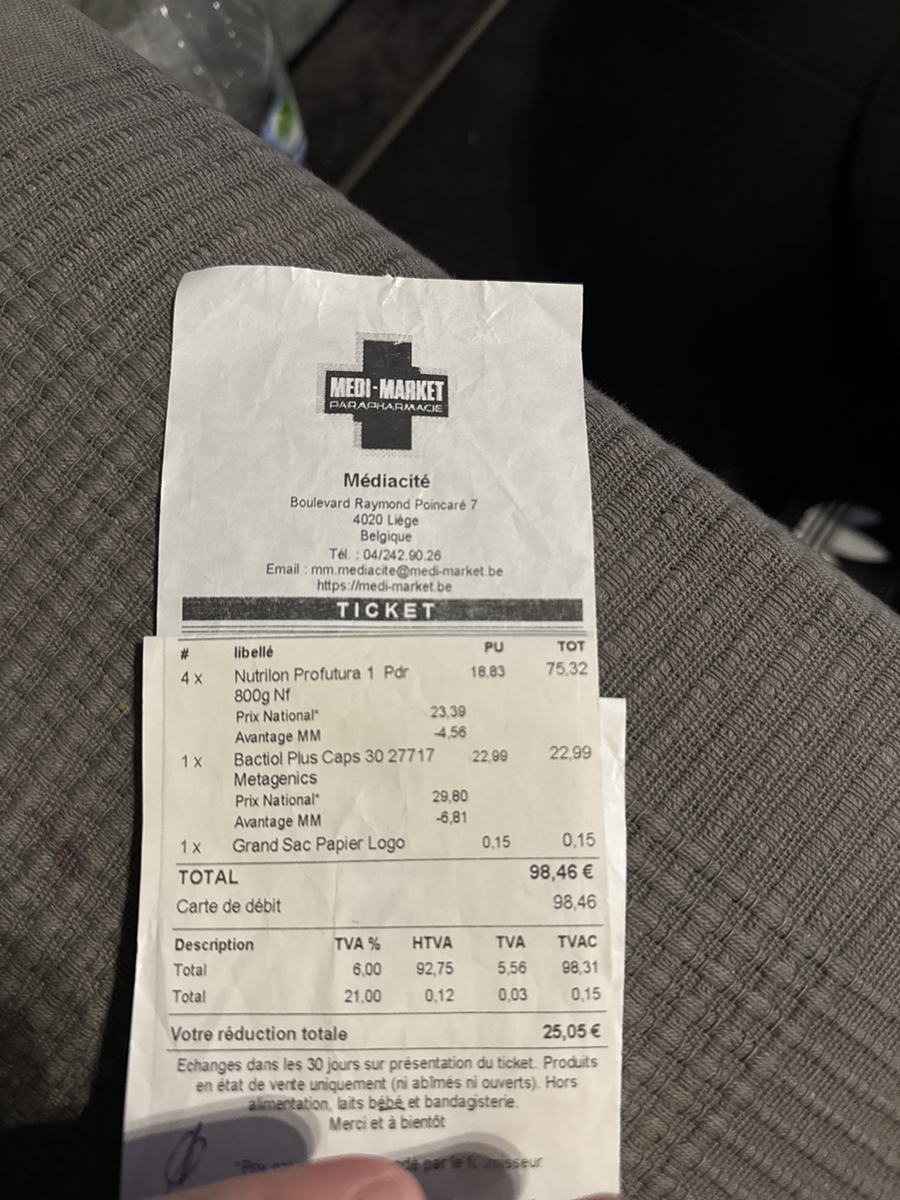 MEDI-MARKET
PARAPHARMACIE
Médiacité
Boulevard Raymond Poincaré 7
4020 Liège
Belgique
Tél. : 04/242.90.26
Email : mm.mediacite@medi-market.be
https://medi-market.be
TICKET
# libellé PU TOT
4 x Nutrilon Profutura 1 Pdr 18,83 75,32
800g Nf
Prix National* 23,39
Avantage MM -4,56
1 x Bactiol Plus Caps 30 27717 22,99 22,99
Metagenics
Prix National* 29,80
Avantage MM -6,81
1 x Grand Sac Papier Logo 0,15 0,15
TOTAL 98,46 €
Carte de débit 98,46
Description TVA % HTVA TVA TVAC
Total 6,00 92,75 5,56 98,31
Total 21,00 0,12 0,03 0,15
Votre réduction totale 25,05 €
Echanges dans les 30 jours sur présentation du ticket. Produits
en état de vente uniquement (ni abîmés ni ouverts). Hors
alimentation, laits bébé et bandagisterie.
Merci et à bientôt
*Prix par le